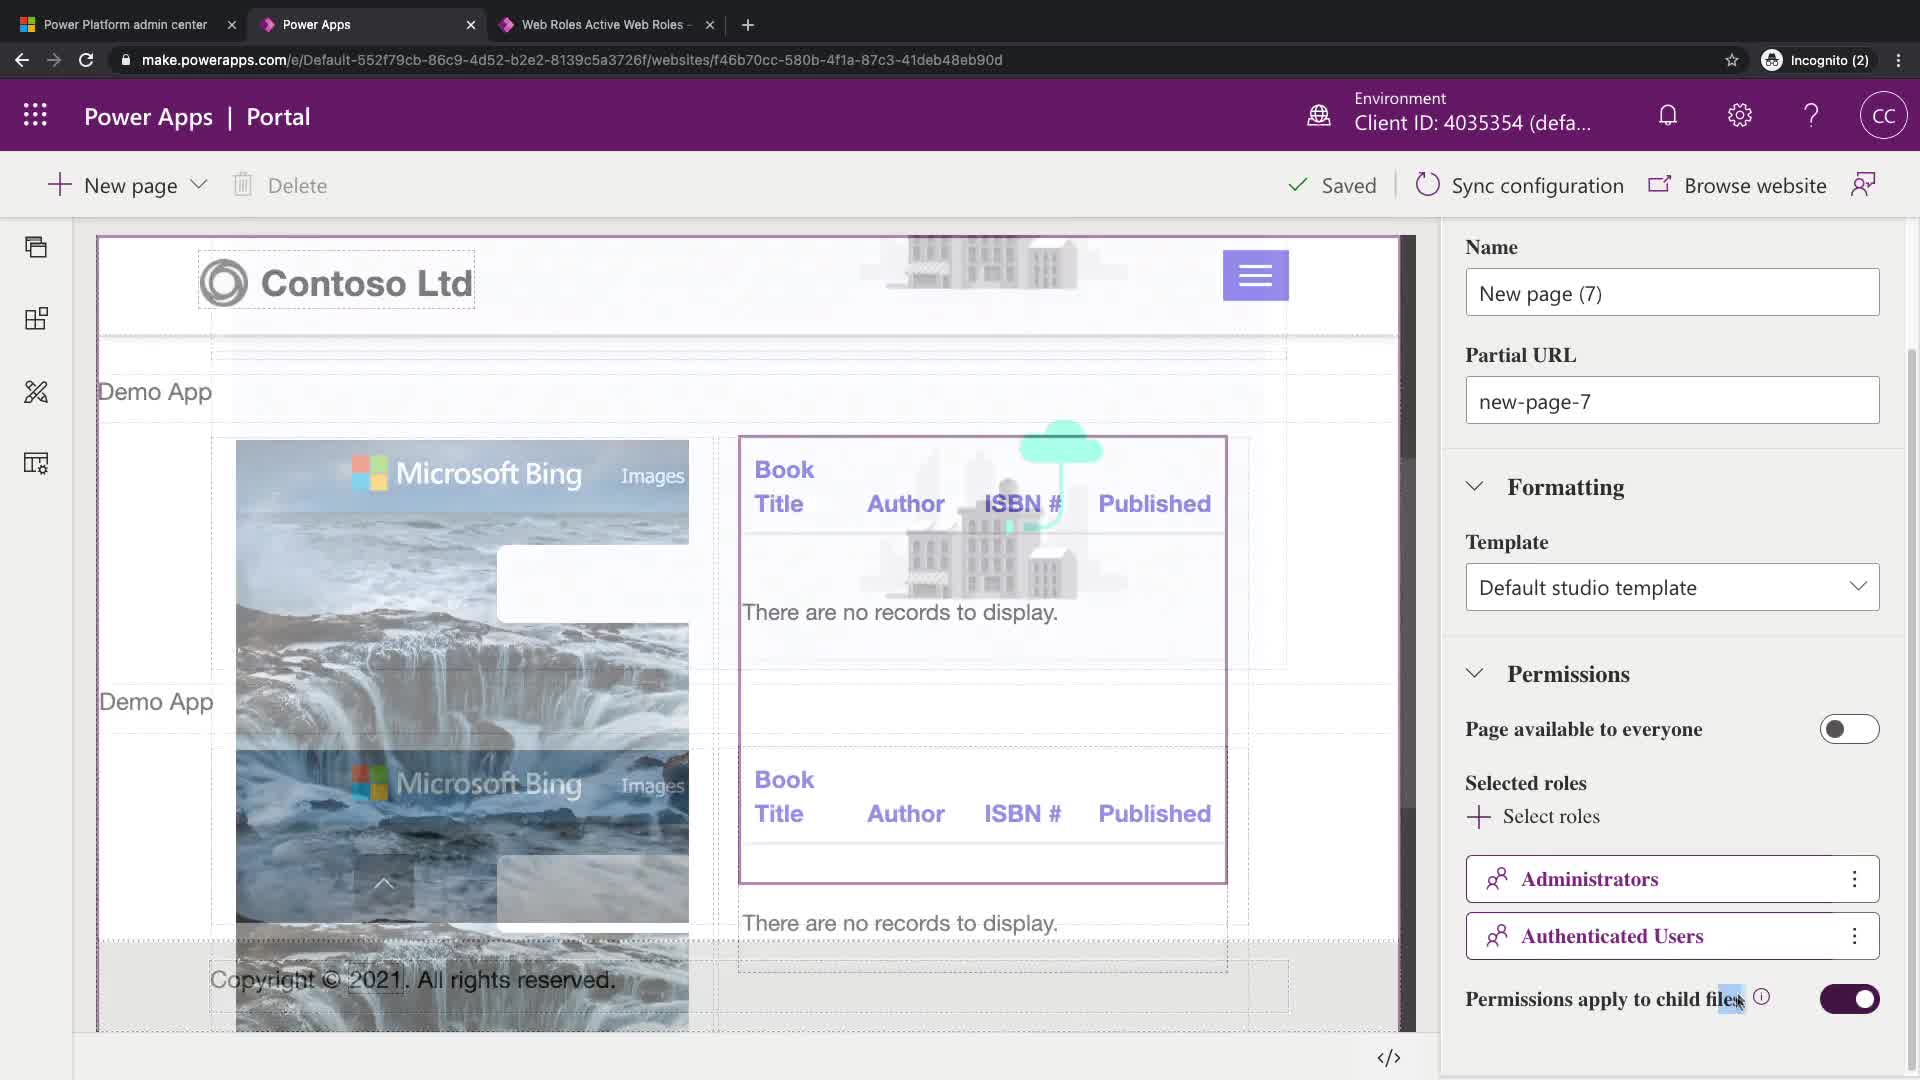 Power Platform admin center
Power Apps
Web Roles Active Web Roles -
make.powerapps.com/e/Default-552f79cb-86c9-4d52-b2e2-8139c5a3726f/websites/f46b70cc-580b-4f1a-87c3-41deb48eb90d
Incognito (2)
Power Apps | Portal
Environment
Client ID: 4035354 (defa...
CC
New page
Delete
Saved
Sync configuration
Browse website
Contoso Ltd
Demo App
Microsoft Bing
Images
Book
Title
Author
ISBN #
Published
There are no records to display.
Demo App
Microsoft Bing
Images
Book
Title
Author
ISBN #
Published
There are no records to display.
Copyright © 2021. All rights reserved.
</>
Name
New page (7)
Partial URL
new-page-7
Formatting
Template
Default studio template
Permissions
Page available to everyone
Selected roles
Select roles
Administrators
Authenticated Users
Permissions apply to child files